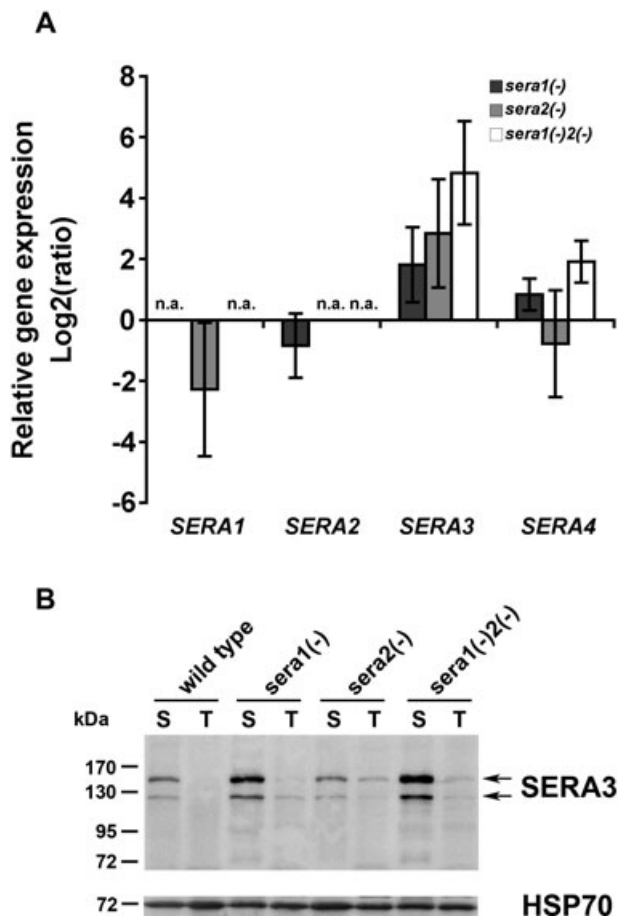 A
8
6
4
2
0
-2
-4
-6
Relative gene expression
Log2(ratio)
sera1(-)
sera2(-)
sera1(-)2(-)
n.a. n.a. n.a. n.a.
SERA1 SERA2 SERA3 SERA4
B
wild type sera1(-) sera2(-) sera1(-)2(-)
kDa S T S T S T S T
170
130
95
72
SERA3
72
HSP70